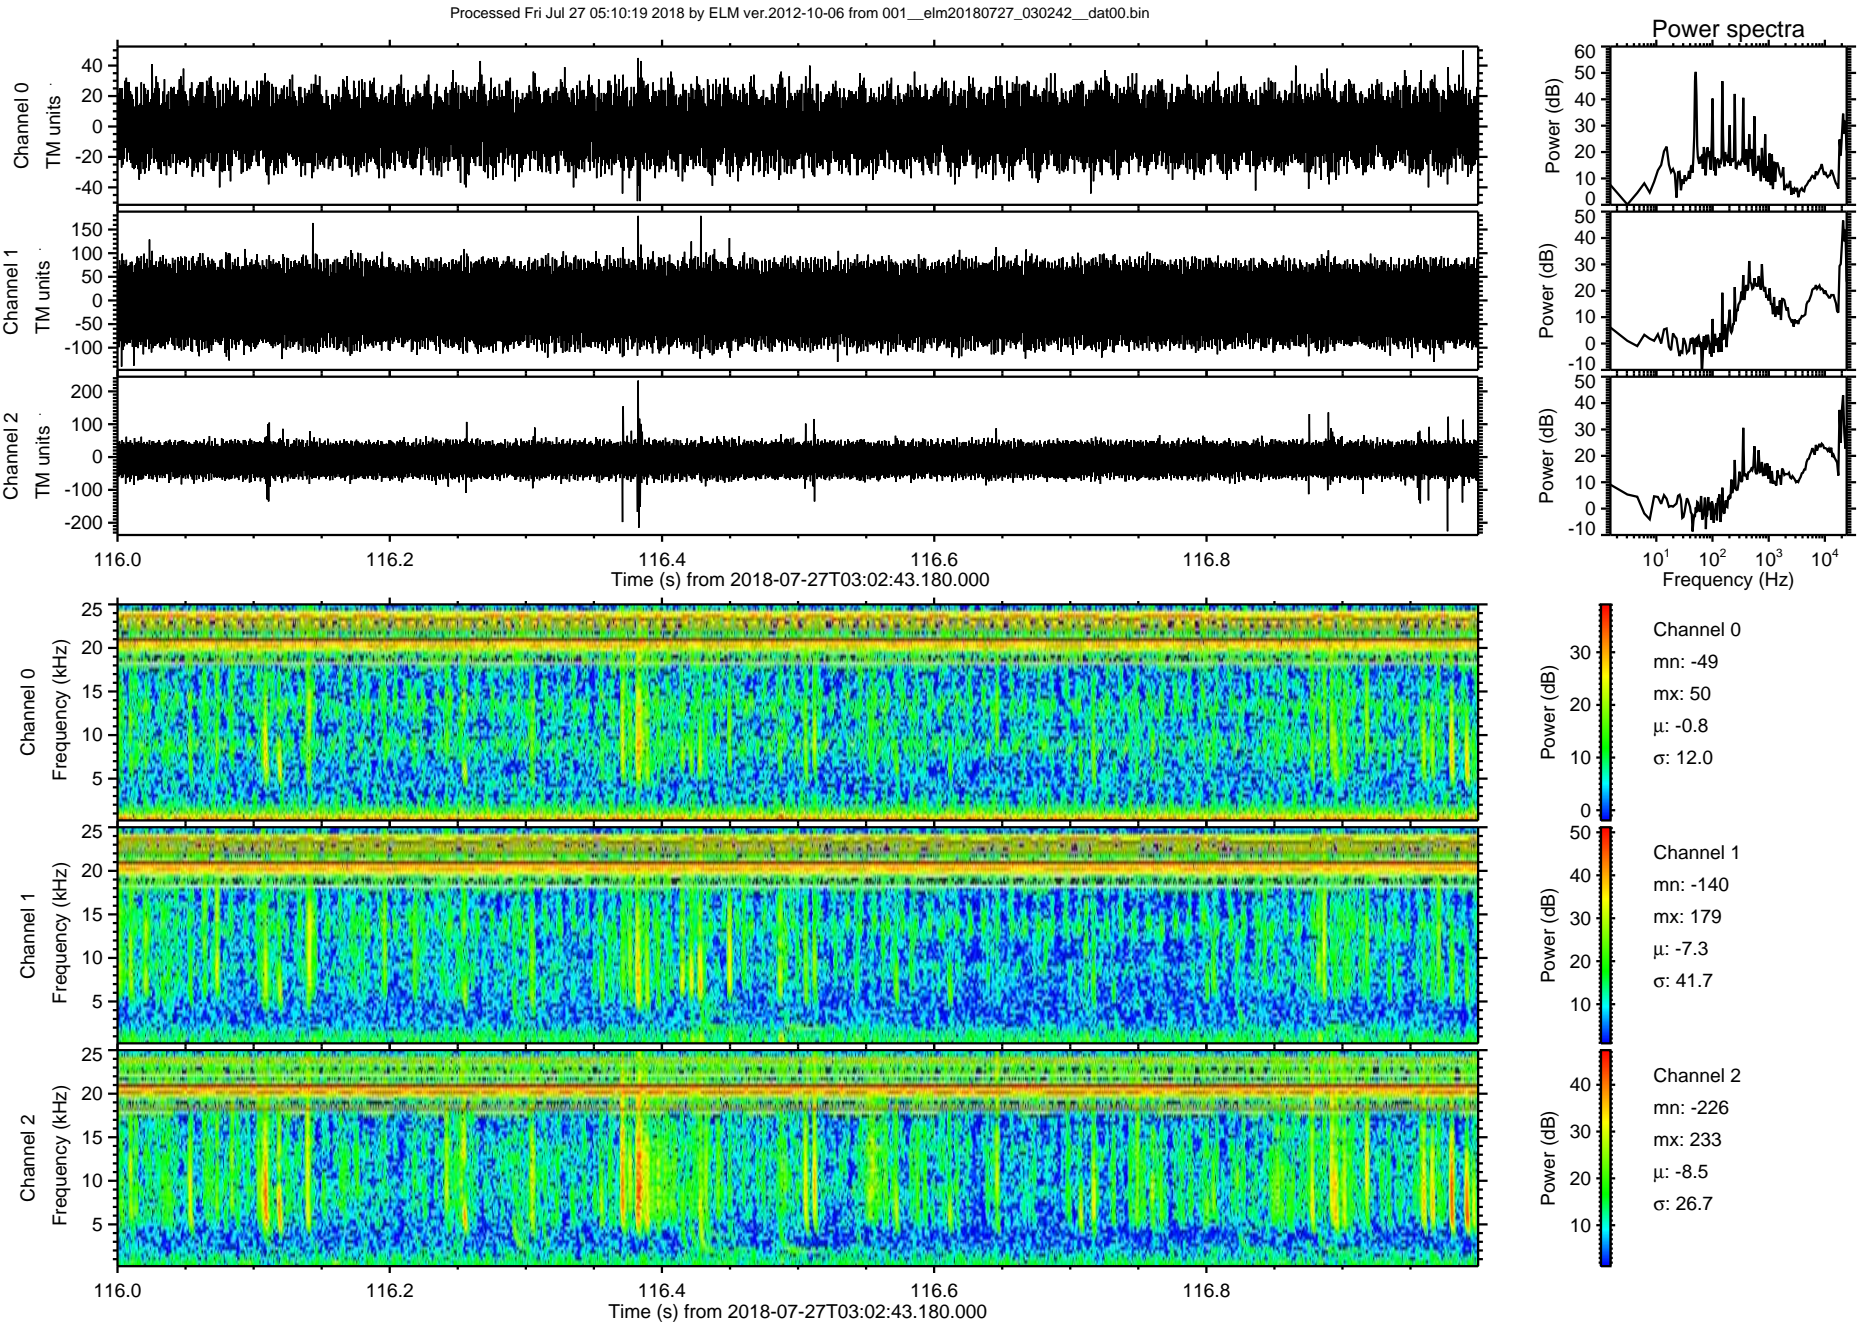 Processed Fri Jul 27 05:10:19 2018 by ELM ver.2012-10-06 from 001__elm20180727_030242__dat00.bin
Power spectra
Channel 0
TM units
40
20
0
-20
-40
Power (dB)
60
50
40
30
20
10
0
Channel 1
TM units
150
100
50
0
-50
-100
Power (dB)
50
40
30
20
10
0
-10
Channel 2
TM units
200
100
0
-100
-200
Power (dB)
50
40
30
20
10
0
-10
116.0 116.2 116.4 116.6 116.8
Time (s) from 2018-07-27T03:02:43.180.000
10¹ 10² 10³ 10⁴
Frequency (Hz)
Channel 0
Frequency (kHz)
25
20
15
10
5
Power (dB)
30
20
10
0
Channel 0
mn: -49
mx: 50
µ: -0.8
σ: 12.0
Channel 1
Frequency (kHz)
25
20
15
10
5
Power (dB)
50
40
30
20
10
Channel 1
mn: -140
mx: 179
µ: -7.3
σ: 41.7
Channel 2
Frequency (kHz)
25
20
15
10
5
Power (dB)
40
30
20
10
Channel 2
mn: -226
mx: 233
µ: -8.5
σ: 26.7
116.0 116.2 116.4 116.6 116.8
Time (s) from 2018-07-27T03:02:43.180.000